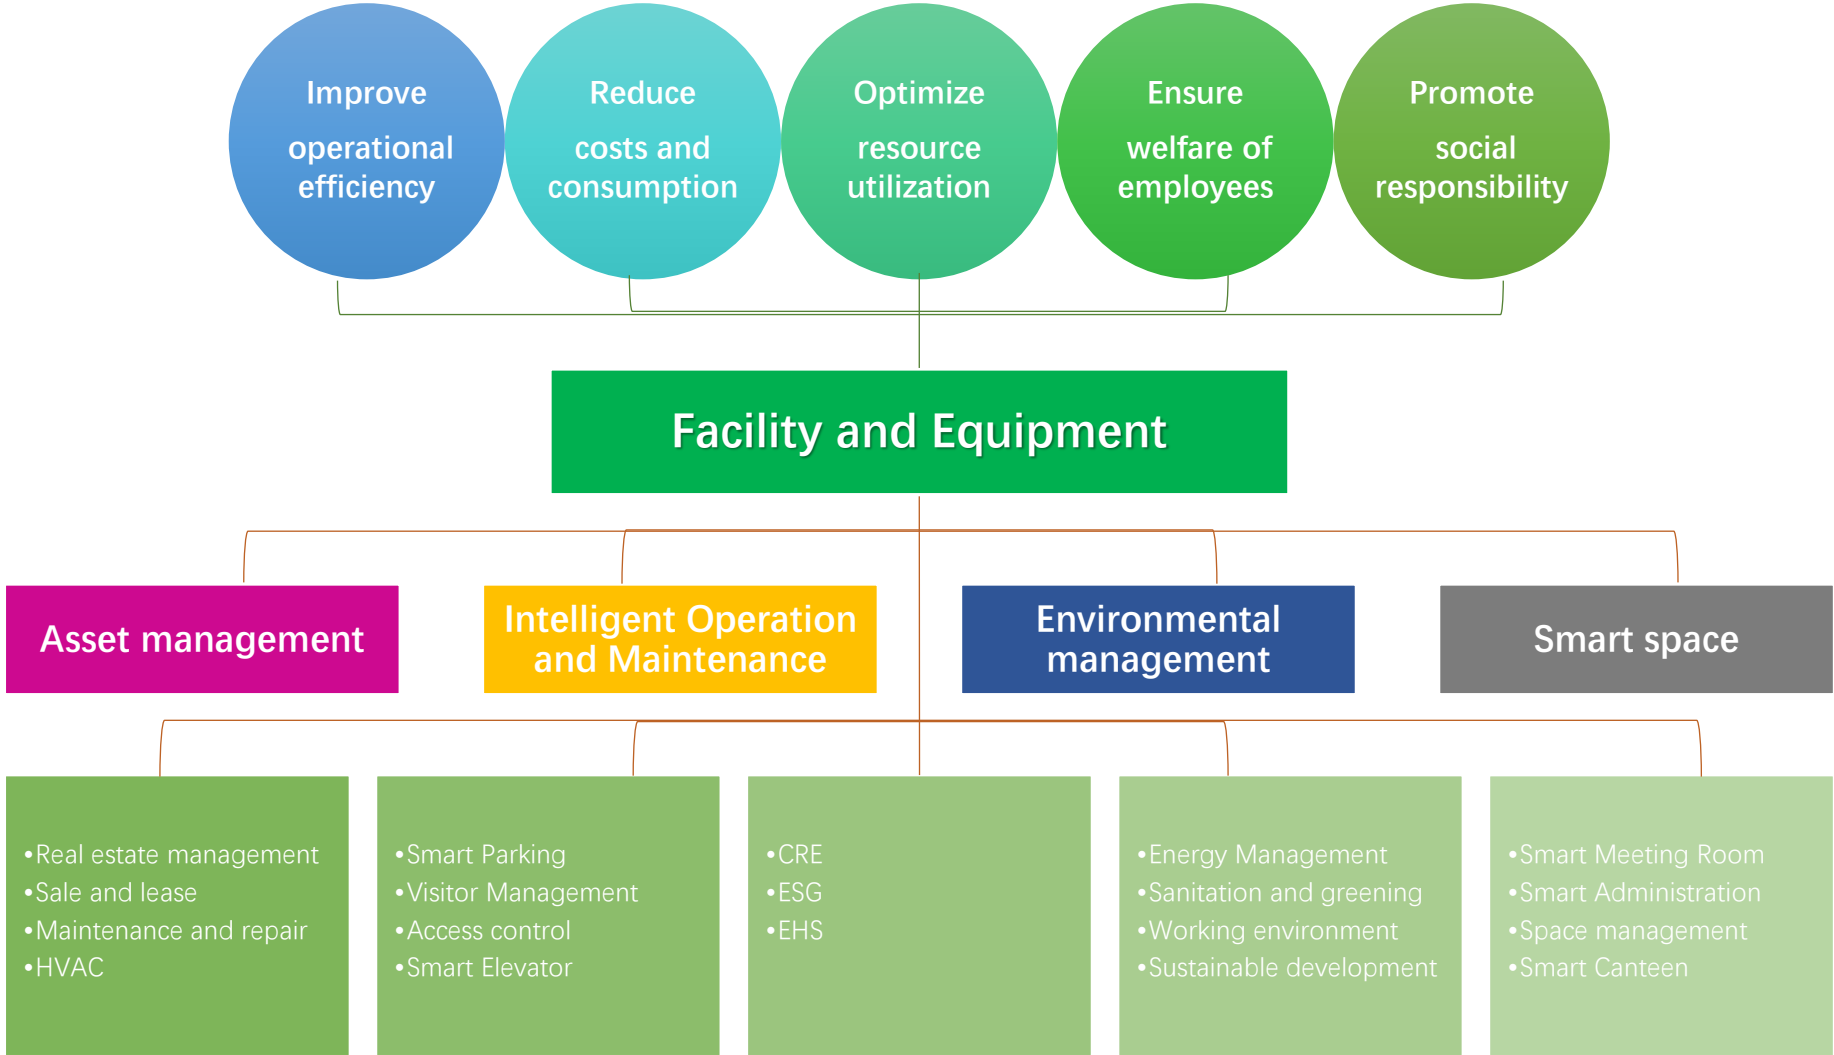 Improve
operational
efficiency
Reduce
costs and
consumption
Optimize
resource
utilization
Ensure
welfare of
employees
Promote
social
responsibility
Facility and Equipment
Asset management
Intelligent Operation
and Maintenance
Environmental
management
Smart space
•Real estate management
•Sale and lease
•Maintenance and repair
•HVAC
•Smart Parking
•Visitor Management
•Access control
•Smart Elevator
•CRE
•ESG
•EHS
•Energy Management
•Sanitation and greening
•Working environment
•Sustainable development
•Smart Meeting Room
•Smart Administration
•Space management
•Smart Canteen